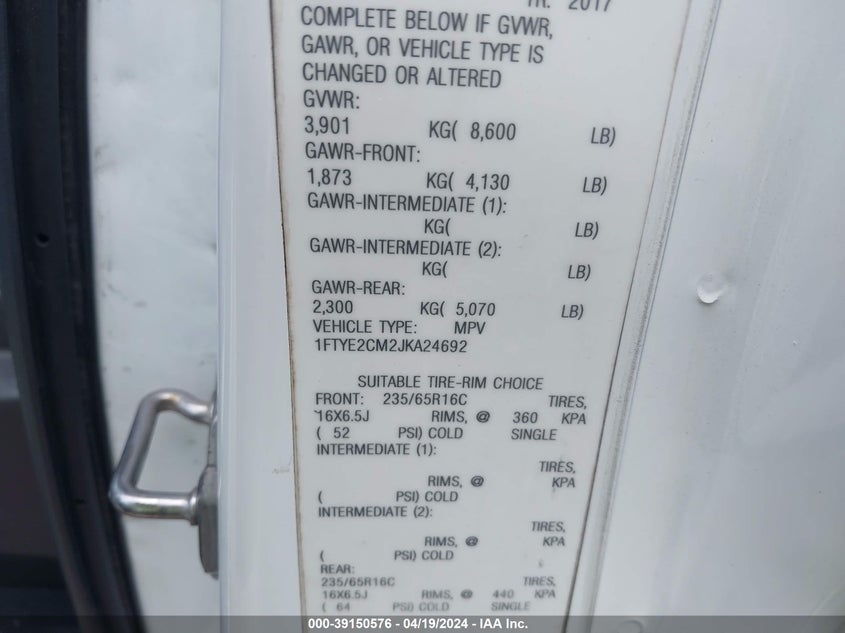 YR. 2017
COMPLETE BELOW IF GVWR,
GAWR, OR VEHICLE TYPE IS
CHANGED OR ALTERED
GVWR:
3,901 KG( 8,600 LB)
GAWR-FRONT:
1,873 KG( 4,130 LB)
GAWR-INTERMEDIATE (1):
KG( LB)
GAWR-INTERMEDIATE (2):
KG( LB)
GAWR-REAR:
2,300 KG( 5,070 LB)
VEHICLE TYPE: MPV
1FTYE2CM2JKA24692
SUITABLE TIRE-RIM CHOICE
FRONT: 235/65R16C TIRES,
16X6.5J RIMS, @ 360 KPA
( 52 PSI) COLD SINGLE
INTERMEDIATE (1):
TIRES,
RIMS, @ KPA
( PSI) COLD
INTERMEDIATE (2):
TIRES,
RIMS, @ KPA
( PSI) COLD
REAR:
235/65R16C TIRES,
16X6.5J RIMS, @ 440 KPA
( 64 PSI) COLD SINGLE
000-39150576 - 04/19/2024 - IAA Inc.